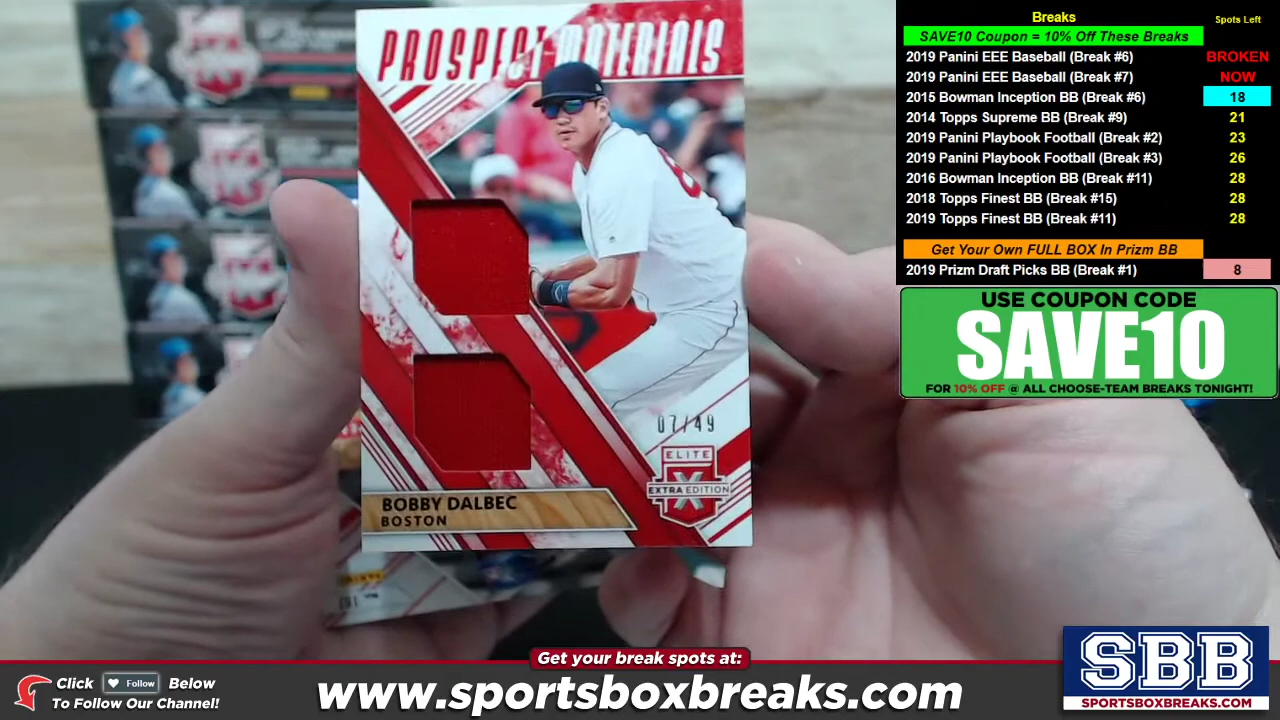 PROSPECT MATERIALS
07/49
ELITE
X
EXTRA EDITION
BOBBY DALBEC
BOSTON
Breaks
Spots Left
SAVE10 Coupon = 10% Off These Breaks
2019 Panini EEE Baseball (Break #6) BROKEN
2019 Panini EEE Baseball (Break #7) NOW
2015 Bowman Inception BB (Break #6) 18
2014 Topps Supreme BB (Break #9) 21
2019 Panini Playbook Football (Break #2) 23
2019 Panini Playbook Football (Break #3) 26
2016 Bowman Inception BB (Break #11) 28
2018 Topps Finest BB (Break #15) 28
2019 Topps Finest BB (Break #11) 28
Get Your Own FULL BOX In Prizm BB
2019 Prizm Draft Picks BB (Break #1) 8
USE COUPON CODE
SAVE10
FOR 10% OFF @ ALL CHOOSE-TEAM BREAKS TONIGHT!
Get your break spots at:
Click Follow Below
To Follow Our Channel!
www.sportsboxbreaks.com
SBB
SPORTSBOXBREAKS.COM